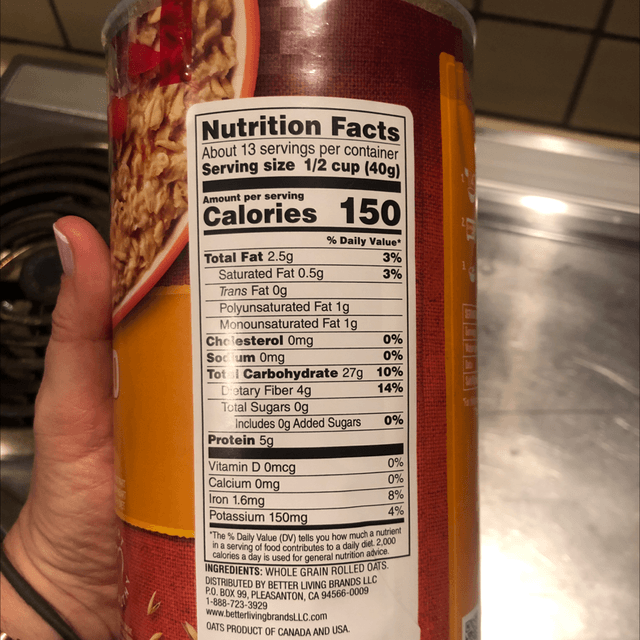 Nutrition Facts
About 13 servings per container
Serving size 1/2 cup (40g)
Amount per serving
Calories 150
% Daily Value*
Total Fat 2.5g 3%
Saturated Fat 0.5g 3%
Trans Fat 0g
Polyunsaturated Fat 1g
Monounsaturated Fat 1g
Cholesterol 0mg 0%
Sodium 0mg 0%
Total Carbohydrate 27g 10%
Dietary Fiber 4g 14%
Total Sugars 0g
Includes 0g Added Sugars 0%
Protein 5g
Vitamin D 0mcg 0%
Calcium 0mg 0%
Iron 1.6mg 8%
Potassium 150mg 4%
*The % Daily Value (DV) tells you how much a nutrient
in a serving of food contributes to a daily diet. 2,000
calories a day is used for general nutrition advice.
INGREDIENTS: WHOLE GRAIN ROLLED OATS.
DISTRIBUTED BY BETTER LIVING BRANDS LLC
P.O. BOX 99, PLEASANTON, CA 94566-0009
1-888-723-3929
www.betterlivingbrandsLLC.com
OATS PRODUCT OF CANADA AND USA.